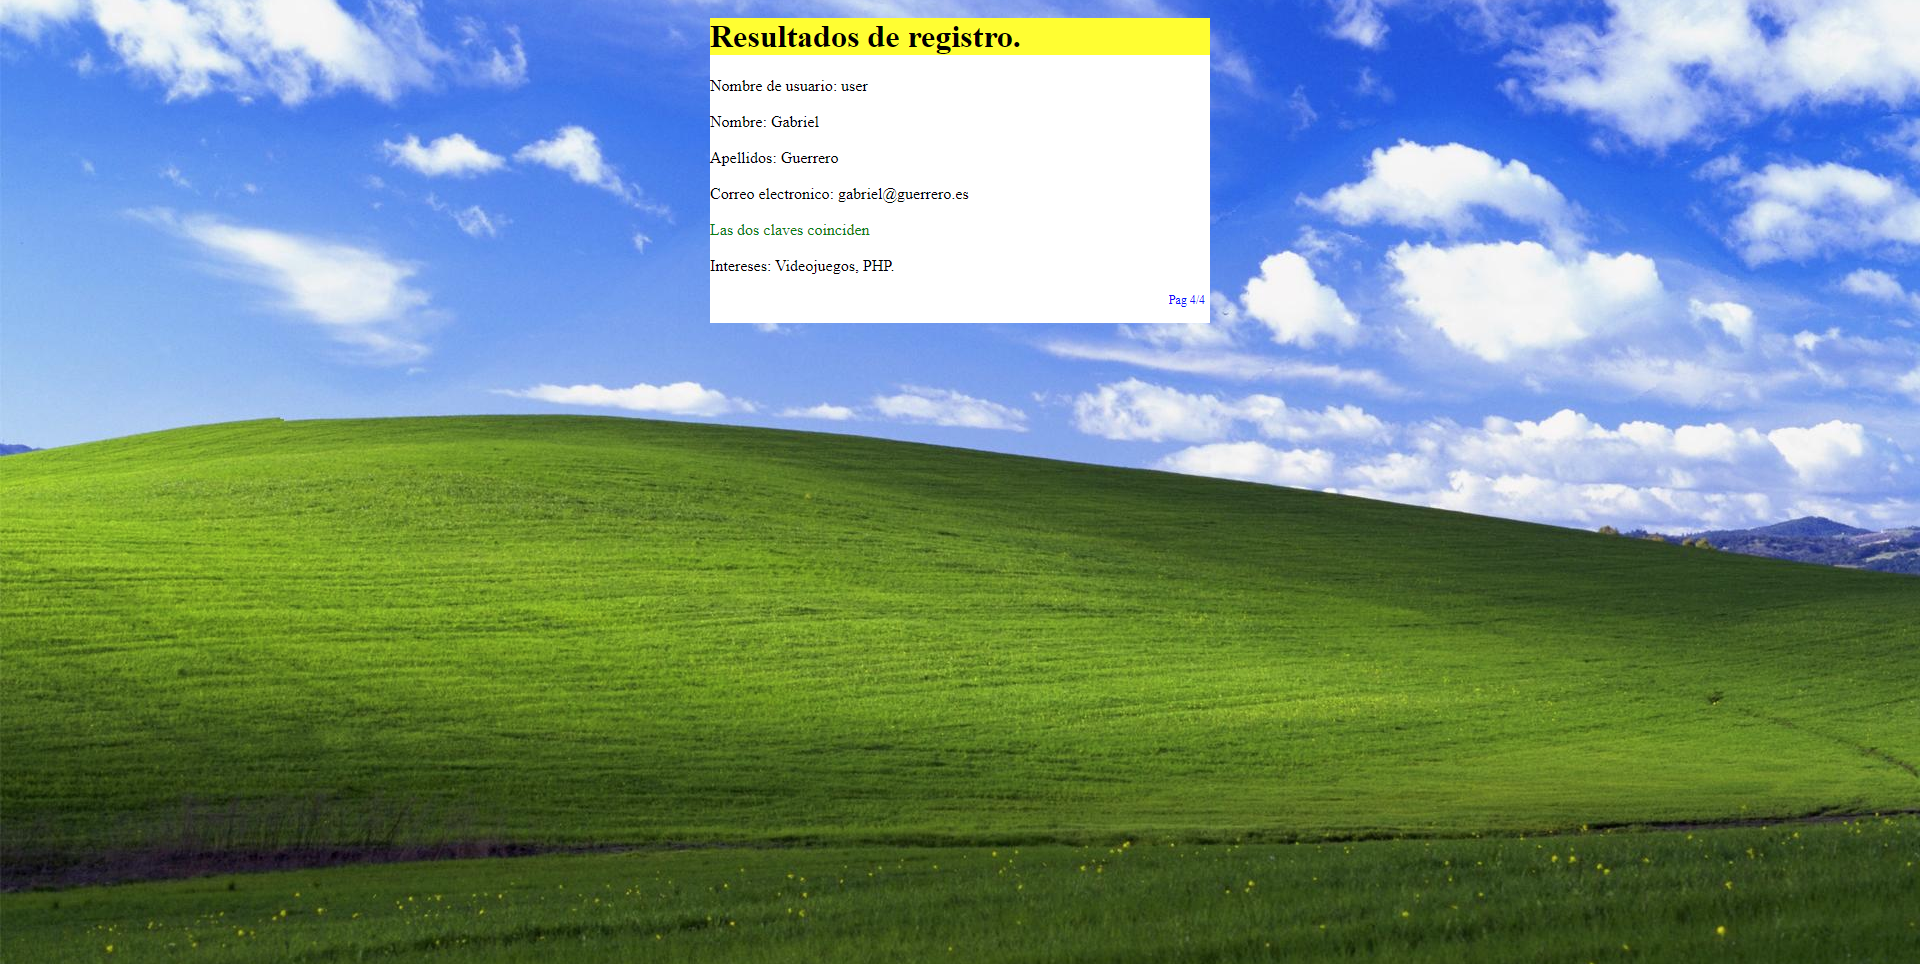 Resultados de registro.
Nombre de usuario: user
Nombre: Gabriel
Apellidos: Guerrero
Correo electronico: gabriel@guerrero.es
Las dos claves coinciden
Intereses: Videojuegos, PHP.
Pag 4/4